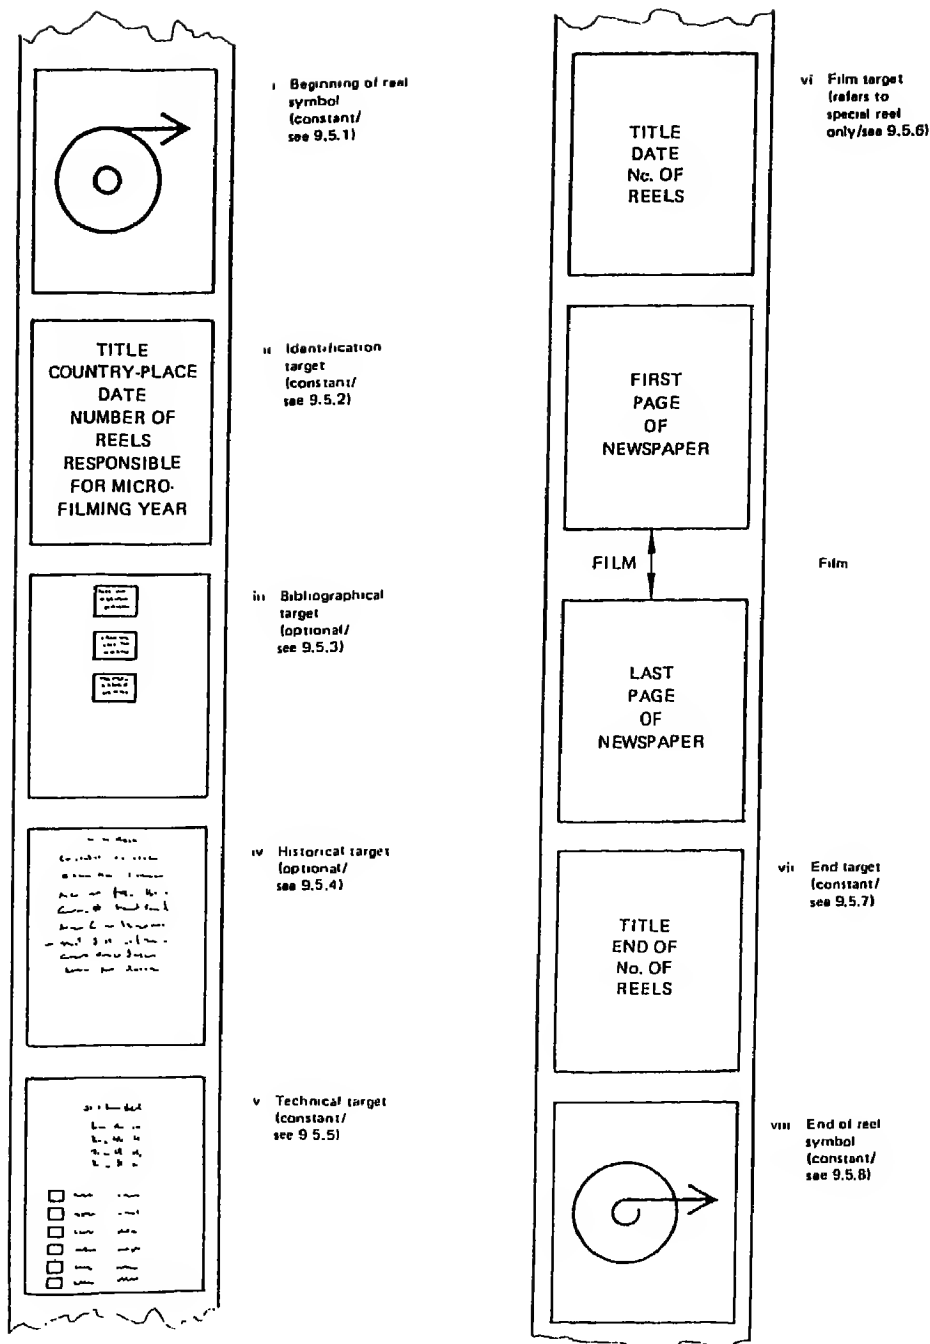 i Beginning of reel
symbol
(constant/
see 9.5.1)
TITLE
COUNTRY-PLACE
DATE
NUMBER OF
REELS
RESPONSIBLE
FOR MICRO-
FILMING YEAR
ii Identification
target
(constant/
see 9.5.2)
iii Bibliographical
target
(optional/
see 9.5.3)
iv Historical target
(optional/
see 9.5.4)
v Technical target
(constant/
see 9 5.5)
TITLE
DATE
Nc. OF
REELS
vi Film target
(refers to
special reel
only/see 9.5.6)
FIRST
PAGE
OF
NEWSPAPER
FILM
Film
LAST
PAGE
OF
NEWSPAPER
TITLE
END OF
No. OF
REELS
vii End target
(constant/
see 9.5.7)
viii End of reel
symbol
(constant/
see 9.5.8)